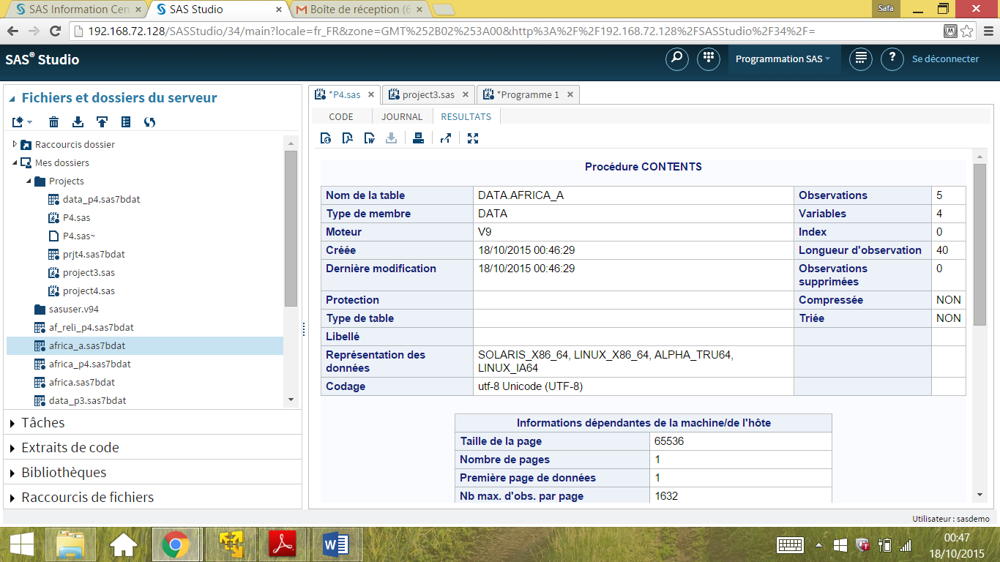 SAS Information Cen
SAS Studio
Boîte de réception (6
Safa
192.168.72.128/SASStudio/34/main?locale=fr_FR&zone=GMT%252B02%253A00&http%3A%2F%2F192.168.72.128%2FSASStudio%2F34%2F=
SAS® Studio
Programmation SAS
?
Se déconnecter
Fichiers et dossiers du serveur
Raccourcis dossier
Mes dossiers
Projects
data_p4.sas7bdat
P4.sas
P4.sas~
prjt4.sas7bdat
project3.sas
project4.sas
sasuser.v94
af_reli_p4.sas7bdat
africa_a.sas7bdat
africa_p4.sas7bdat
africa.sas7bdat
data_p3.sas7bdat
Tâches
Extraits de code
Bibliothèques
Raccourcis de fichiers
*P4.sas
project3.sas
*Programme 1
CODE
JOURNAL
RESULTATS
Procédure CONTENTS
Nom de la table DATA.AFRICA_A Observations 5
Type de membre DATA Variables 4
Moteur V9 Index 0
Créée 18/10/2015 00:46:29 Longueur d'observation 40
Dernière modification 18/10/2015 00:46:29 Observations 0
supprimées
Protection Compressée NON
Type de table Triée NON
Libellé
Représentation des SOLARIS_X86_64, LINUX_X86_64, ALPHA_TRU64,
données LINUX_IA64
Codage utf-8 Unicode (UTF-8)
Informations dépendantes de la machine/de l'hôte
Taille de la page 65536
Nombre de pages 1
Première page de données 1
Nb max. d'obs. par page 1632
Utilisateur : sasdemo
00:47
18/10/2015